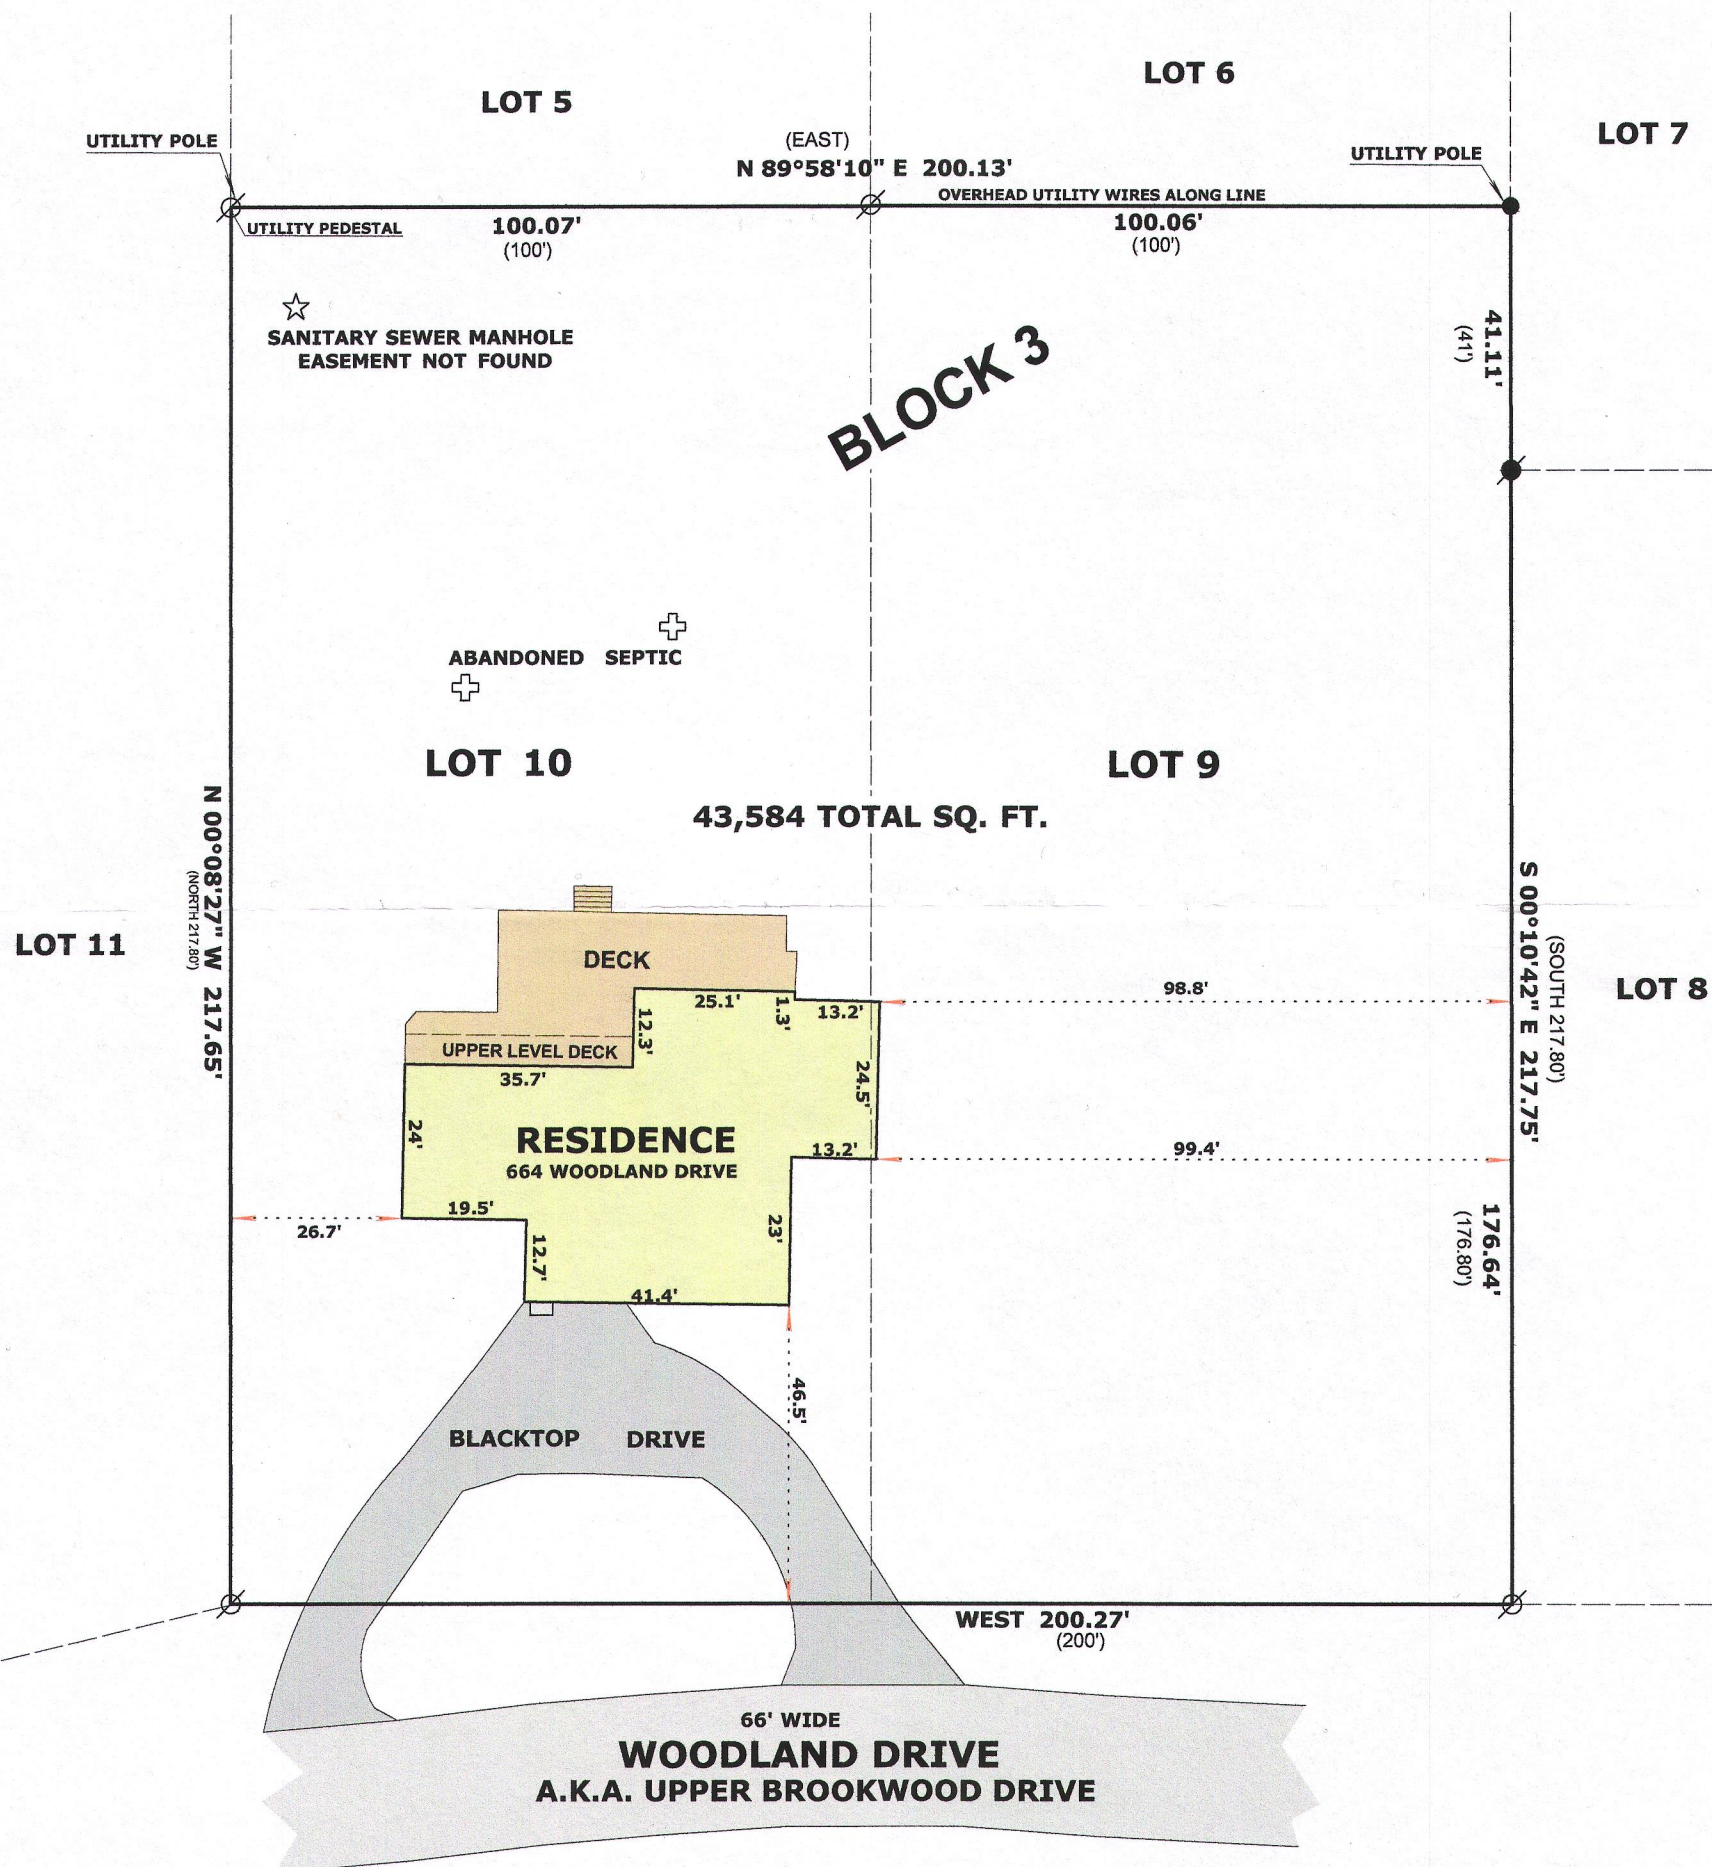 LOT 6
LOT 5
LOT 7
(EAST)
UTILITY POLE
UTILITY POLE
N 89°58'10" E 200.13'
OVERHEAD UTILITY WIRES ALONG LINE
UTILITY PEDESTAL
100.07'
(100')
100.06'
(100')
SANITARY SEWER MANHOLE
EASEMENT NOT FOUND
41.11'
(41')
BLOCK 3
ABANDONED SEPTIC
LOT 10
LOT 9
43,584 TOTAL SQ. FT.
N 00°08'27" W 217.65'
(NORTH 217.80')
S 00°10'42" E 217.75'
(SOUTH 217.80')
LOT 11
LOT 8
DECK
98.8'
25.1'
1.3'
13.2'
12.3'
UPPER LEVEL DECK
35.7'
24.5'
24'
RESIDENCE
664 WOODLAND DRIVE
13.2'
99.4'
19.5'
26.7'
23'
12.7'
176.64'
(176.80')
41.4'
46.5'
BLACKTOP DRIVE
WEST 200.27'
(200')
66' WIDE
WOODLAND DRIVE
A.K.A. UPPER BROOKWOOD DRIVE